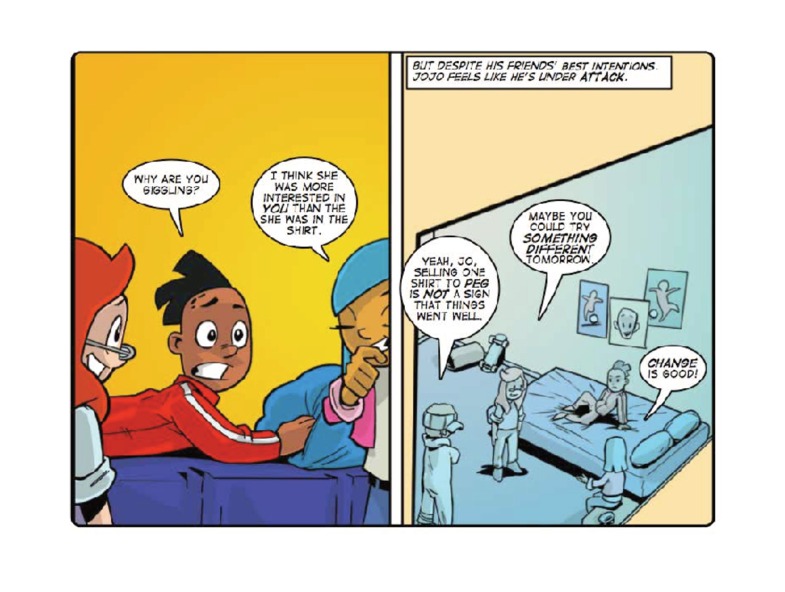 WHY ARE YOU
GIGGLING?
I THINK SHE
WAS MORE
INTERESTED IN
YOU THAN THE
SHE WAS IN THE
SHIRT.
BUT DESPITE HIS FRIENDS' BEST INTENTIONS,
JOJO FEELS LIKE HE'S UNDER ATTACK.
MAYBE YOU
COULD TRY
SOMETHING
DIFFERENT
TOMORROW.
YEAH, JO,
SELLING ONE
SHIRT TO PEG
IS NOT A SIGN
THAT THINGS
WENT WELL.
CHANGE
IS GOOD!